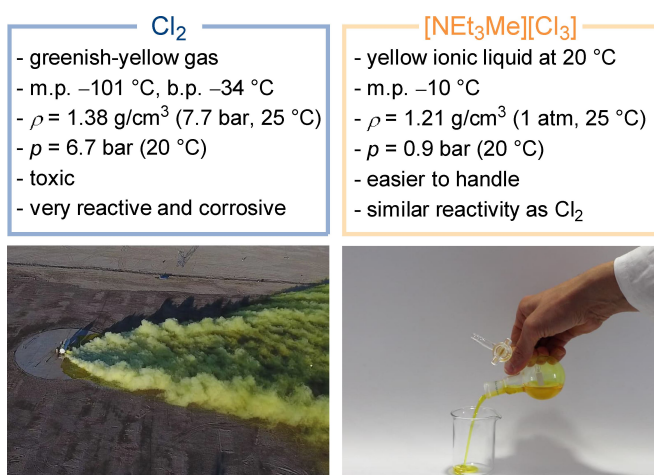 Cl₂
- greenish-yellow gas
- m.p. –101 °C, b.p. –34 °C
- ρ = 1.38 g/cm³ (7.7 bar, 25 °C)
- p = 6.7 bar (20 °C)
- toxic
- very reactive and corrosive
[NEt₃Me][Cl₃]
- yellow ionic liquid at 20 °C
- m.p. –10 °C
- ρ = 1.21 g/cm³ (1 atm, 25 °C)
- p = 0.9 bar (20 °C)
- easier to handle
- similar reactivity as Cl₂